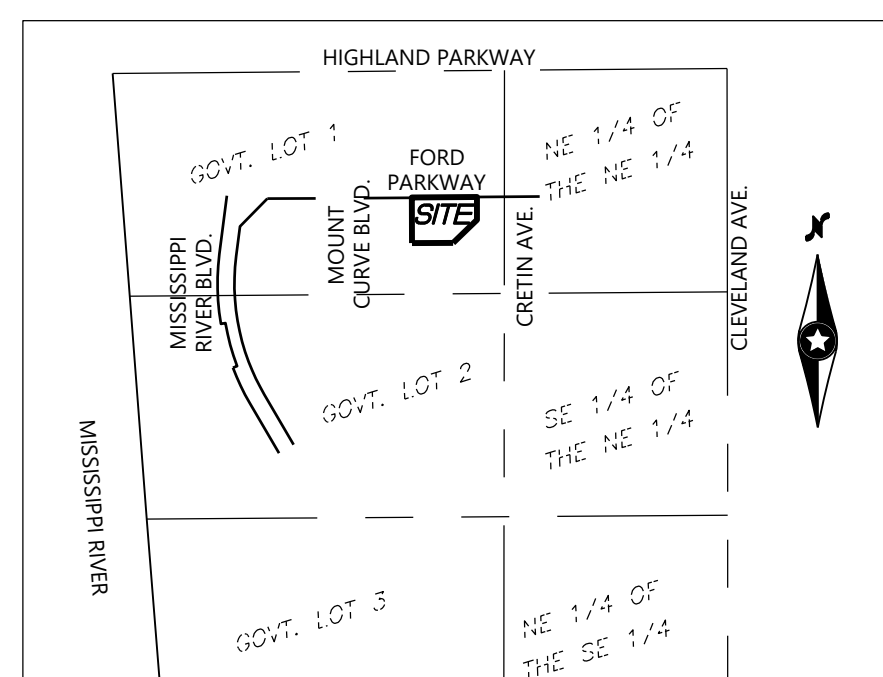 HIGHLAND PARKWAY
GOVT. LOT 1
NE 1/4 OF
THE NE 1/4
FORD
PARKWAY
SITE
MISSISSIPPI
RIVER BLVD.
MOUNT
CURVE BLVD.
CRETIN AVE.
CLEVELAND AVE.
N
GOVT. LOT 2
SE 1/4 OF
THE NE 1/4
MISSISSIPPI RIVER
GOVT. LOT 3
NE 1/4 OF
THE SE 1/4